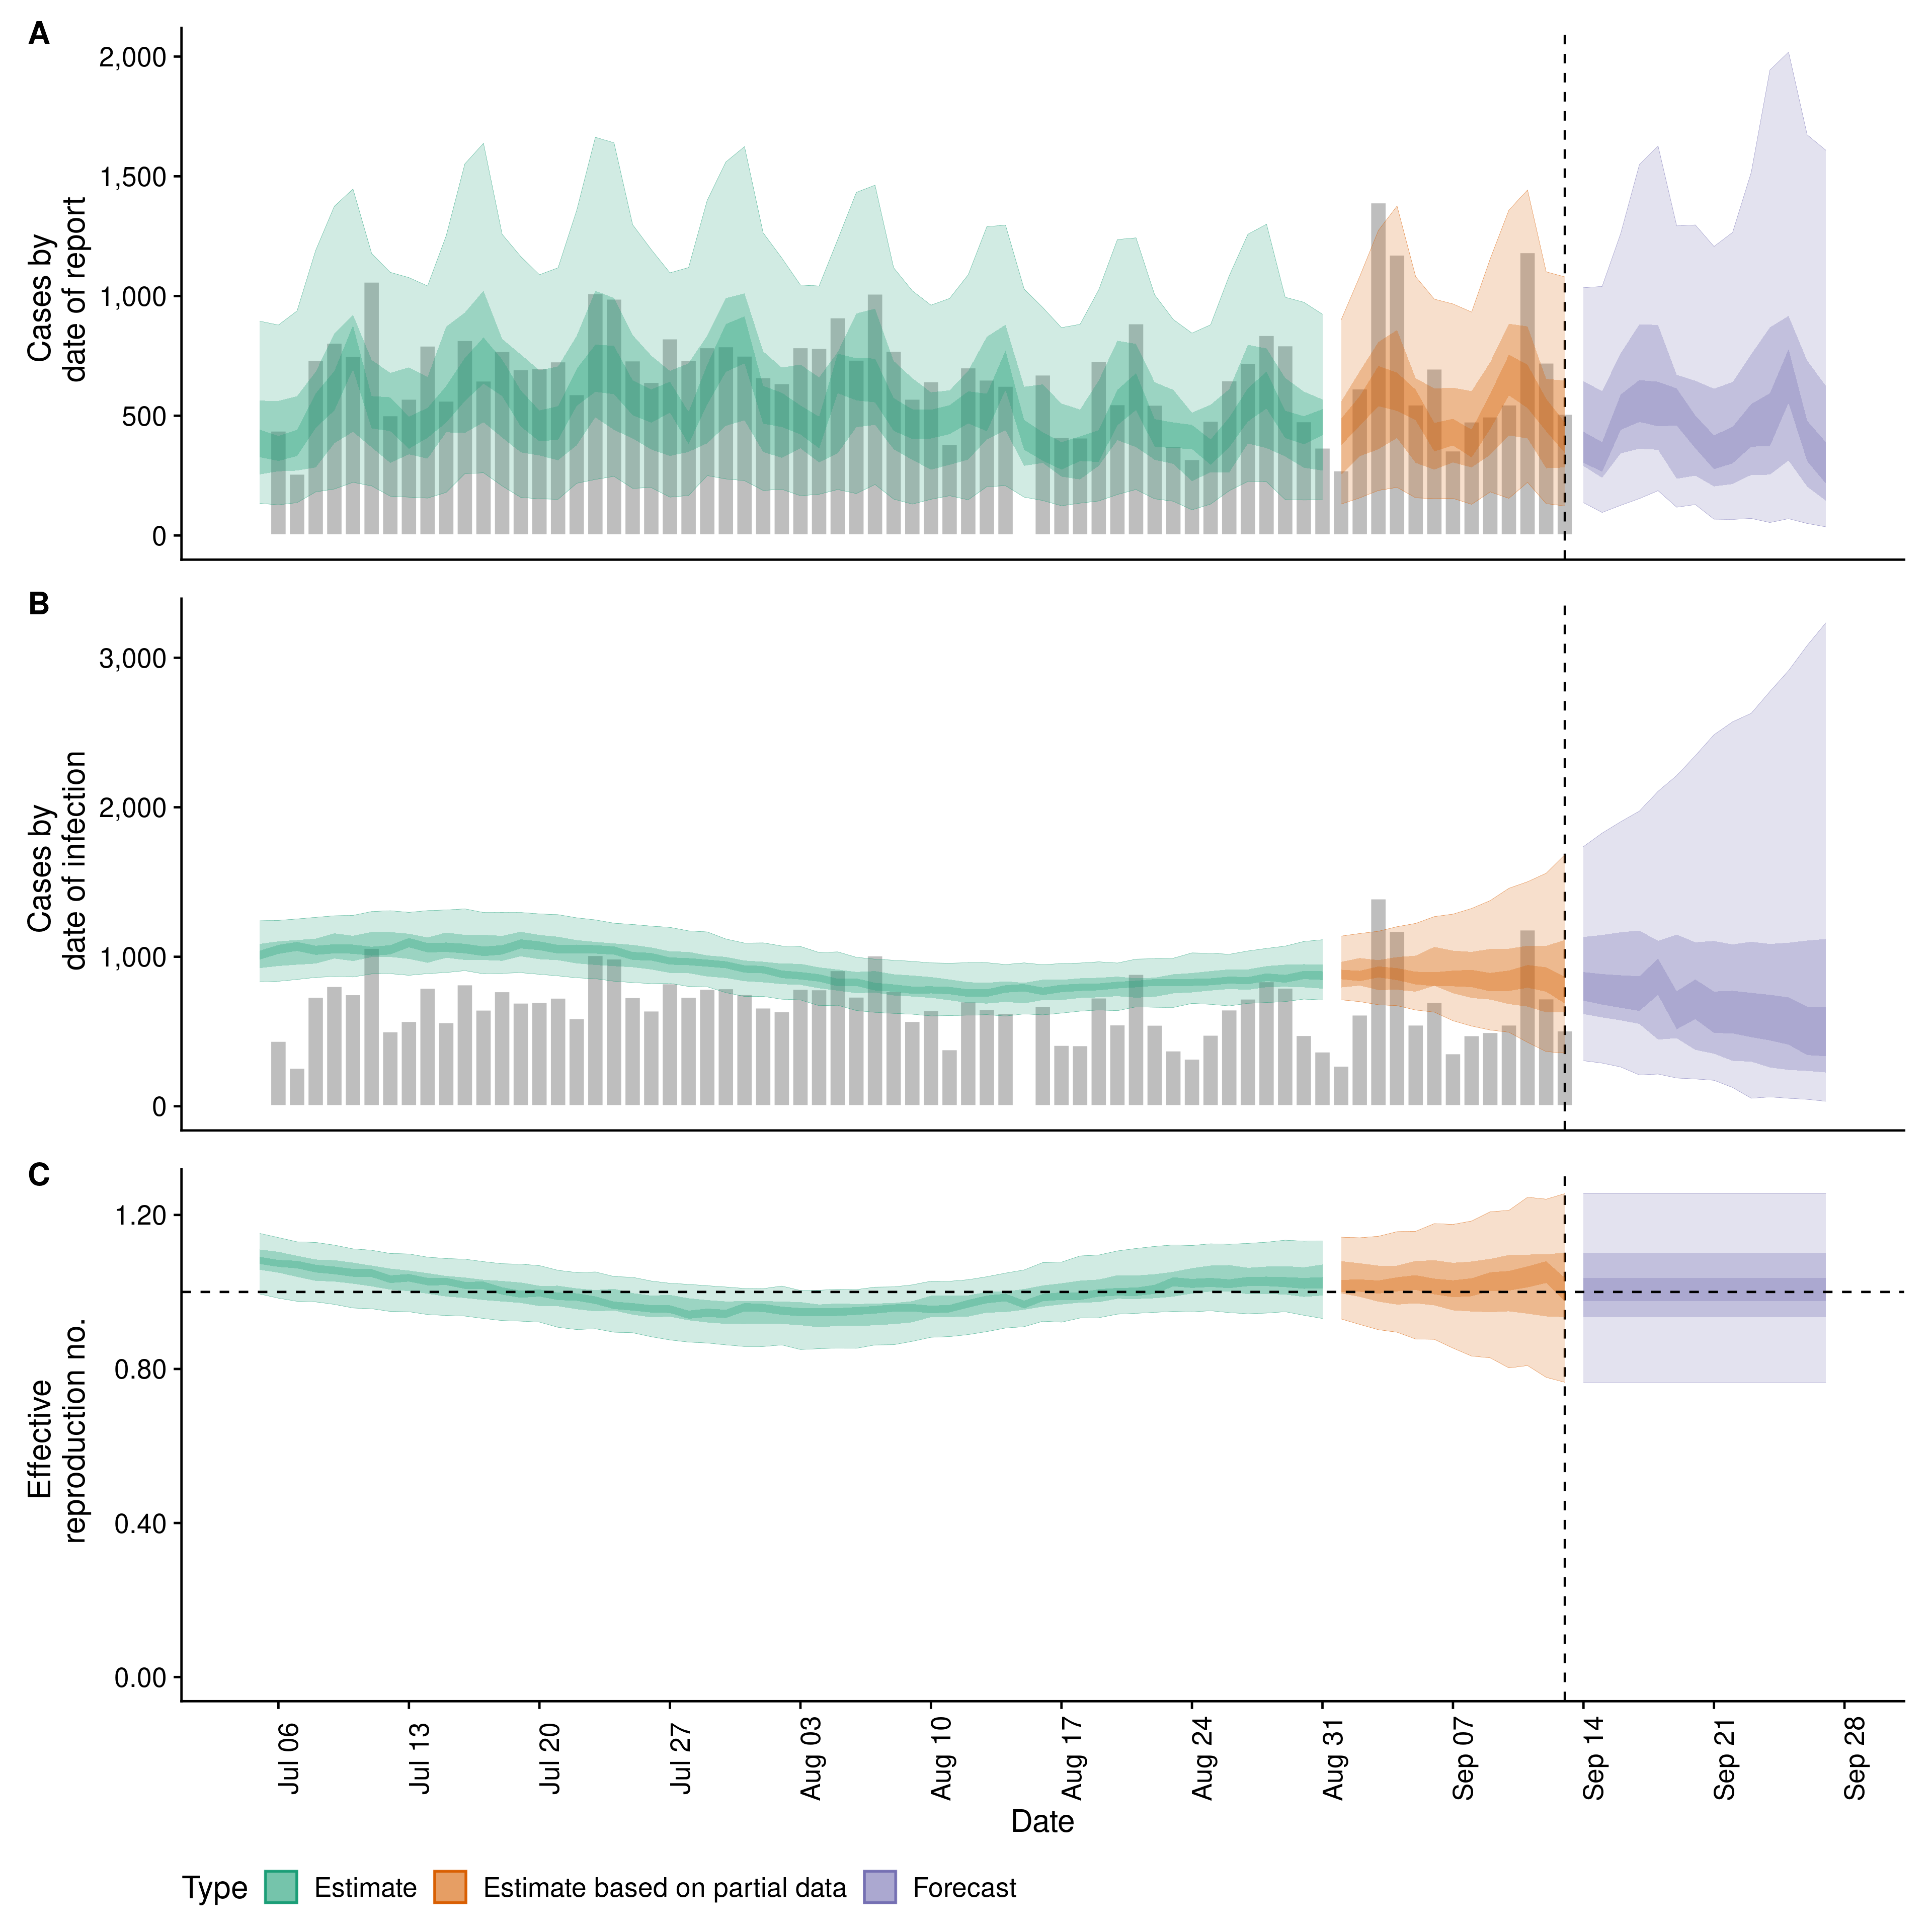 A
Cases by
date of report
2,000
1,500
1,000
500
0
B
Cases by
date of infection
3,000
2,000
1,000
0
C
Effective
reproduction no.
1.20
0.80
0.40
0.00
Jul 06
Jul 13
Jul 20
Jul 27
Aug 03
Aug 10
Aug 17
Aug 24
Aug 31
Sep 07
Sep 14
Sep 21
Sep 28
Date
Type Estimate Estimate based on partial data Forecast